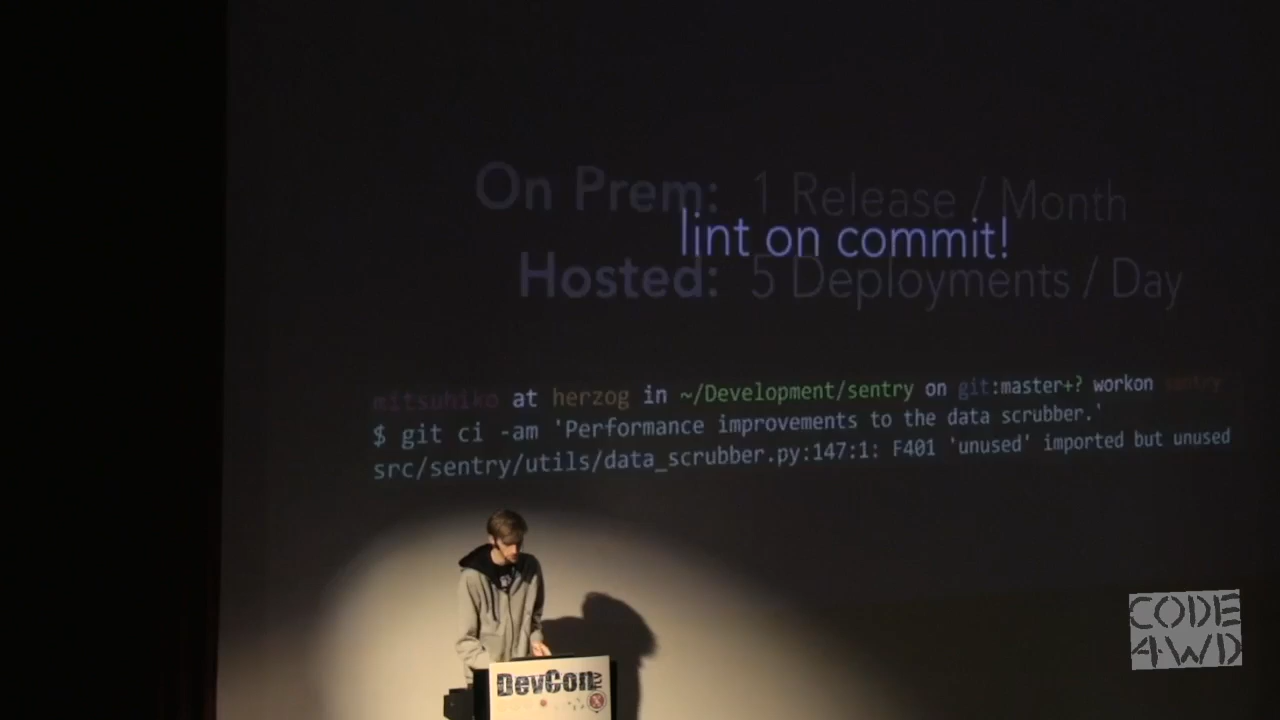 On Prem: 1 Release / Month
lint on commit!
Hosted: 5 Deployments / Day
mitsuhiko at herzog in ~/Development/sentry on git:master+? workon sentry
$ git ci -am 'Performance improvements to the data scrubber.'
src/sentry/utils/data_scrubber.py:147:1: F401 'unused' imported but unused
CODE
4WD
DevCon